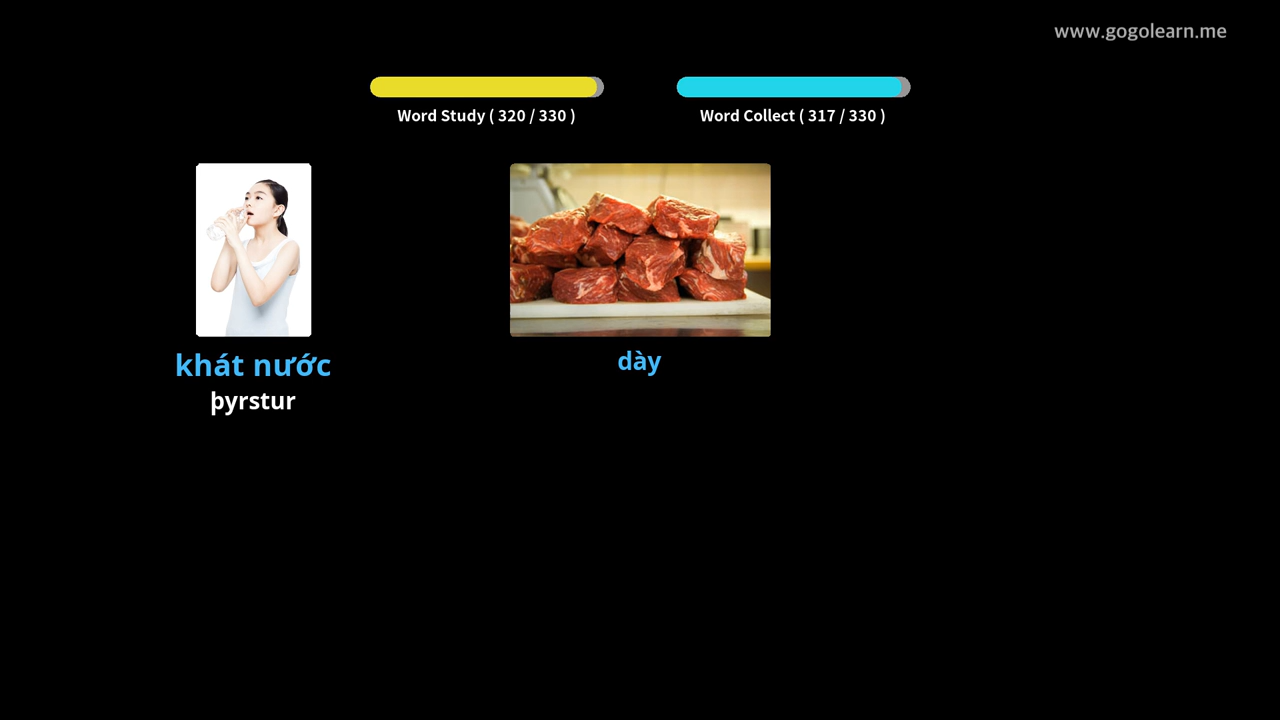 www.gogolearn.me
Word Study ( 320 / 330 )
Word Collect ( 317 / 330 )
khát nước
þyrstur
dày